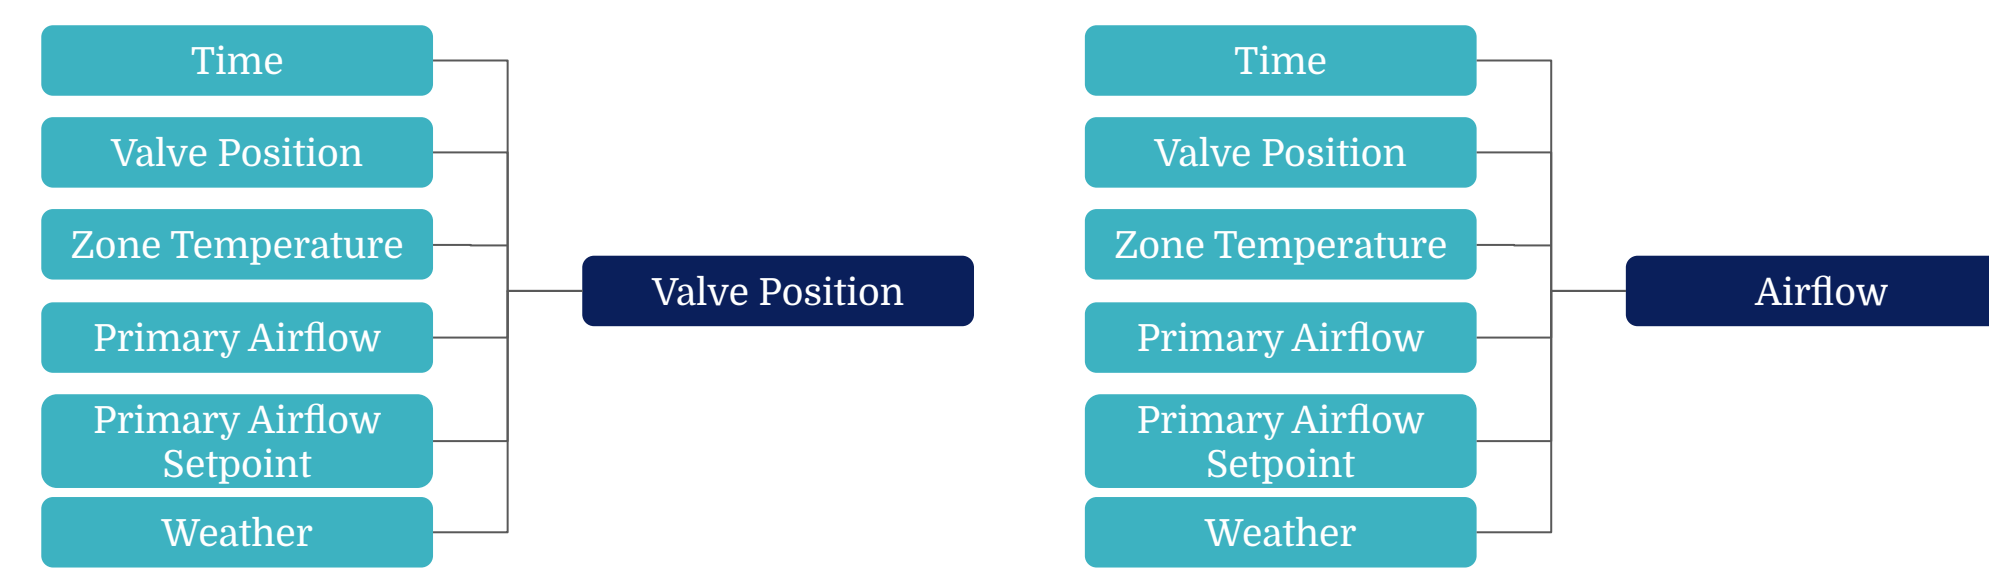 Time
Valve Position
Zone Temperature
Primary Airflow
Primary Airflow
Setpoint
Weather
Valve Position
Time
Valve Position
Zone Temperature
Primary Airflow
Primary Airflow
Setpoint
Weather
Airflow